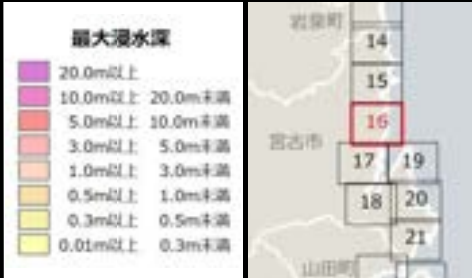 最大浸水深
20.0m以上
10.0m以上 20.0m未満
5.0m以上 10.0m未満
3.0m以上 5.0m未満
1.0m以上 3.0m未満
0.5m以上 1.0m未満
0.3m以上 0.5m未満
0.01m以上 0.3m未満
岩泉町
14
15
16
宮古市
17 19
18 20
21
山田町